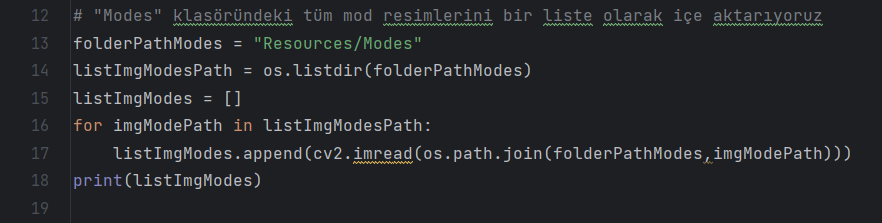 12 # "Modes" klasöründeki tüm mod resimlerini bir liste olarak içe aktarıyoruz
13 folderPathModes = "Resources/Modes"
14 listImgModesPath = os.listdir(folderPathModes)
15 listImgModes = []
16 for imgModePath in listImgModesPath:
17     listImgModes.append(cv2.imread(os.path.join(folderPathModes,imgModePath)))
18 print(listImgModes)
19